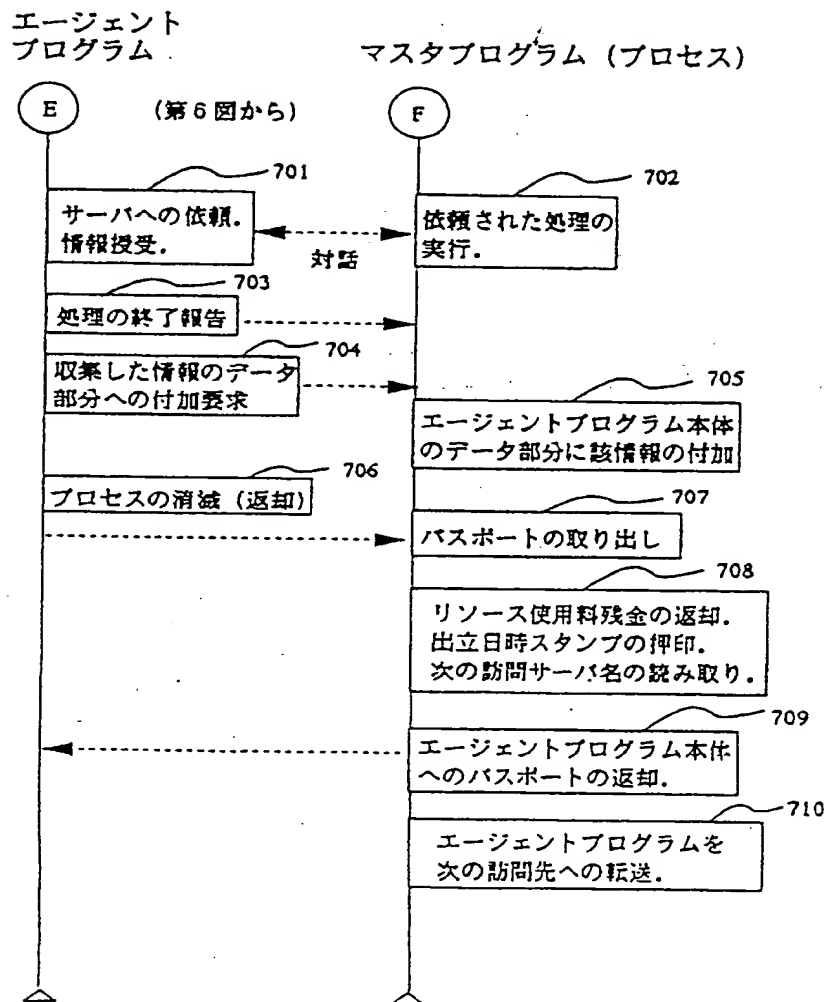 エージェント
プログラム
マスタプログラム (プロセス)
E
(第6図から)
F
701
サーバへの依頼.
情報授受.
対話
702
依頼された処理の
実行。
703
処理の終了報告
704
収集した情報のデータ
部分への付加要求
705
エージェントプログラム本体
のデータ部分に該情報の付加
706
プロセスの消滅 (返却)
707
パスポートの取り出し
708
リソース使用料残金の返却.
出立日時スタンプの押印.
次の訪問サーバ名の読み取り.
709
エージェントプログラム本体
へのパスポートの返却.
710
エージェントプログラムを
次の訪問先への転送.